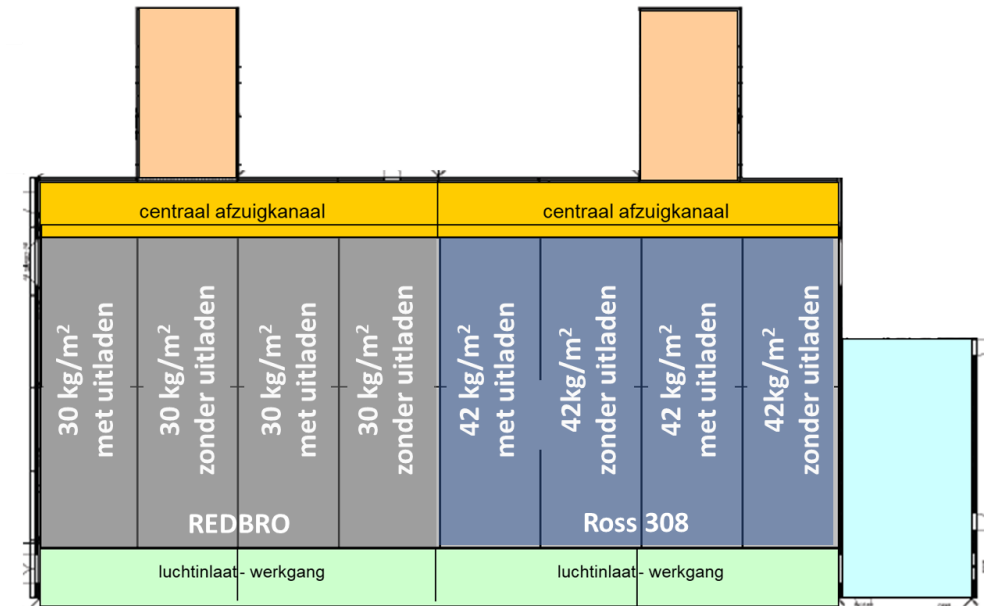 centraal afzuigkanaal
centraal afzuigkanaal
30 kg/m²
met uitladen
30 kg/m²
zonder uitladen
30 kg/m²
met uitladen
30 kg/m²
zonder uitladen
42 kg/m²
met uitladen
42kg/m²
zonder uitladen
42 kg/m²
met uitladen
42kg/m²
zonder uitladen
REDBRO
Ross 308
luchtinlaat- werkgang
luchtinlaat- werkgang